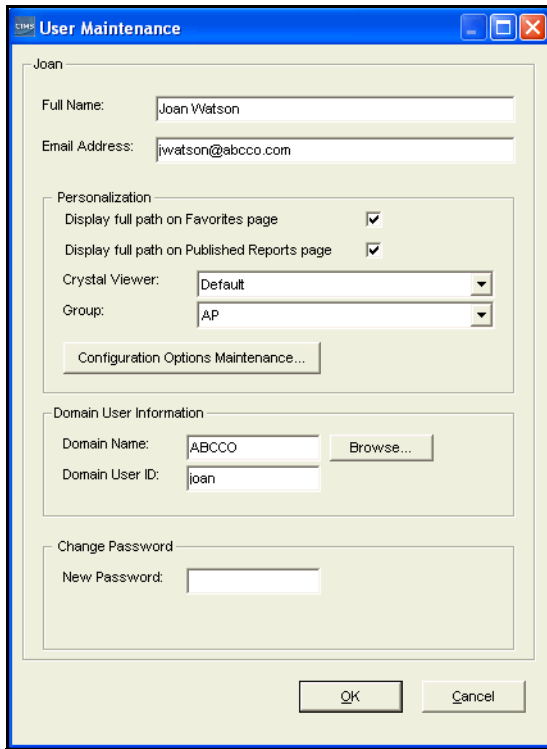 CIMS User Maintenance
Joan
Full Name: Joan Watson
Email Address: jwatson@abcco.com
Personalization
Display full path on Favorites page
Display full path on Published Reports page
Crystal Viewer: Default
Group: AP
Configuration Options Maintenance...
Domain User Information
Domain Name: ABCCO Browse...
Domain User ID: joan
Change Password
New Password:
OK Cancel